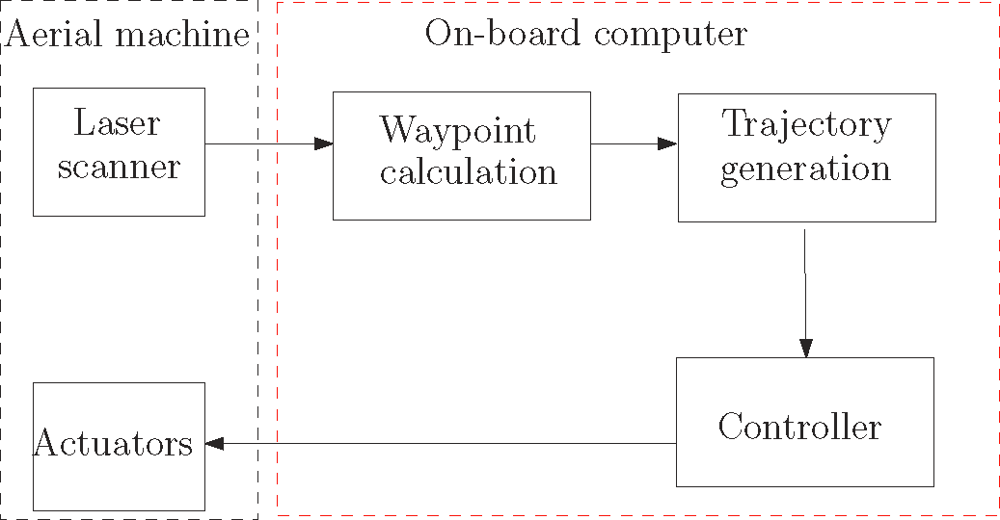 Aerial machine
On-board computer
Laser
scanner
Waypoint
calculation
Trajectory
generation
Actuators
Controller